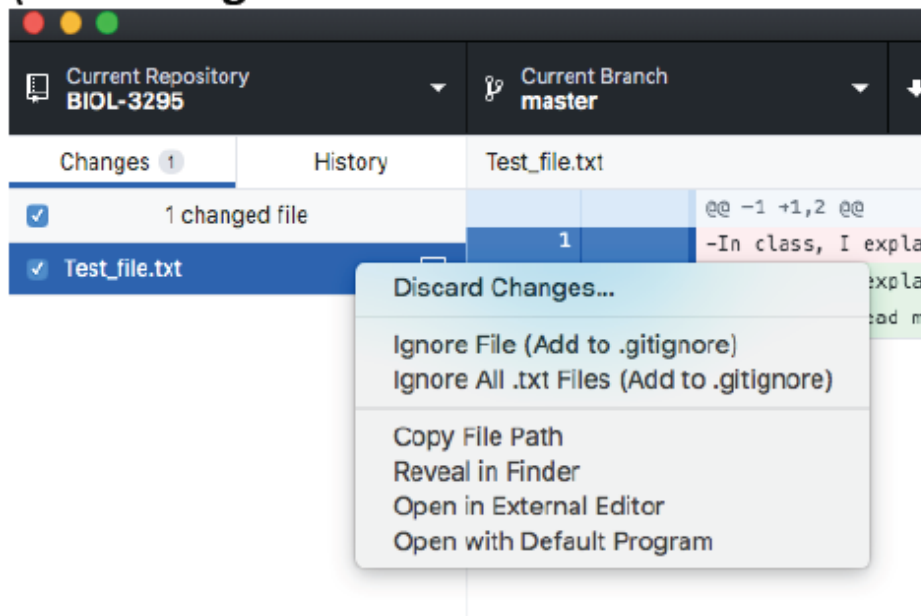 Current Repository
BIOL-3295
Current Branch
master
Changes 1
History
Test_file.txt
1 changed file
@@ -1 +1,2 @@
1
-In class, I expla
Test_file.txt
expla
ead m
Discard Changes...
Ignore File (Add to .gitignore)
Ignore All .txt Files (Add to .gitignore)
Copy File Path
Reveal in Finder
Open in External Editor
Open with Default Program